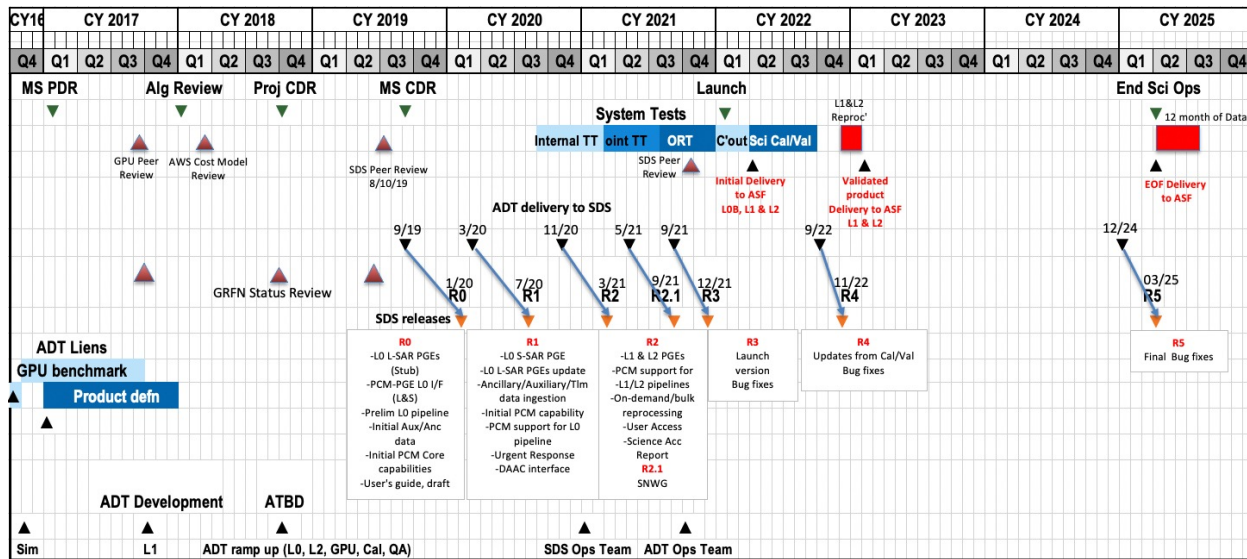 CY16 CY 2017 CY 2018 CY 2019 CY 2020 CY 2021 CY 2022 CY 2023 CY 2024 CY 2025
Q4 Q1 Q2 Q3 Q4 Q1 Q2 Q3 Q4 Q1 Q2 Q3 Q4 Q1 Q2 Q3 Q4 Q1 Q2 Q3 Q4 Q1 Q2 Q3 Q4 Q1 Q2 Q3 Q4 Q1 Q2 Q3 Q4 Q1 Q2 Q3 Q4
MS PDR Alg Review Proj CDR MS CDR Launch End Sci Ops
System Tests
L1&L2
Reproc'
12 month of Data
Internal TT oint TT ORT C'out Sci Cal/Val
GPU Peer
Review
AWS Cost Model
Review
SDS Peer Review
8/10/19
SDS Peer
Review
Initial Delivery
to ASF
L0B, L1 & L2
Validated
product
Delivery to ASF
L1 & L2
EOF Delivery
to ASF
ADT delivery to SDS
9/19 3/20 11/20 5/21 9/21 9/22 12/24
GRFN Status Review
1/20 7/20 3/21 9/21 12/21 11/22 03/25
R0 R1 R2 R2.1 R3 R4 R5
SDS releases
ADT Liens
GPU benchmark
Product defn
R0
-L0 L-SAR PGEs
(Stub)
-PCM-PGE L0 I/F
(L&S)
-Prelim L0 pipeline
-Initial Aux/Anc
data
-Initial PCM Core
capabilities
-User's guide, draft
R1
-L0 S-SAR PGE
-L0 L-SAR PGEs update
-Ancillary/Auxiliary/Tlm
data ingestion
-Initial PCM capability
-PCM support for L0
pipeline
-Urgent Response
-DAAC interface
R2
-L1 & L2 PGEs
-PCM support for
-L1/L2 pipelines
-On-demand/bulk
reprocessing
-User Access
-Science Acc
Report
R2.1
SNWG
R3
Launch
version
Bug fixes
R4
Updates from Cal/Val
Bug fixes
R5
Final Bug fixes
ADT Development ATBD
Sim L1 ADT ramp up (L0, L2, GPU, Cal, QA) SDS Ops Team ADT Ops Team